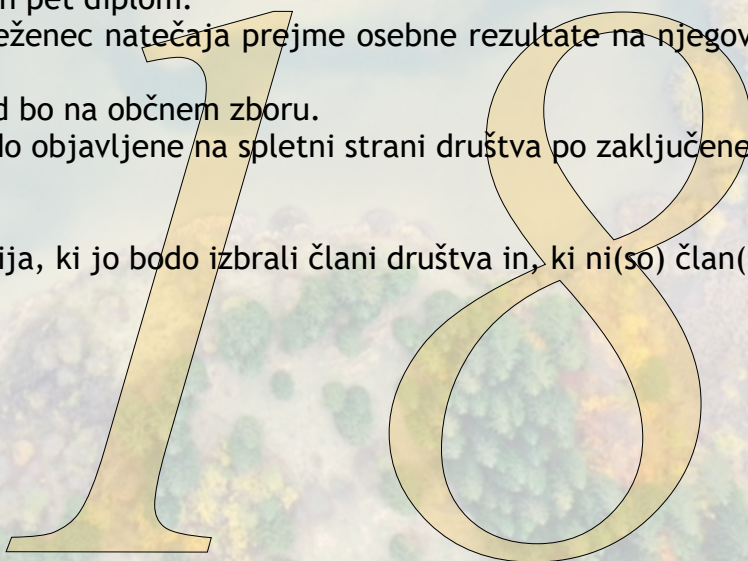 pet diplom.
eženec natečaja prejme osebne rezultate na njegov
bo na občnem zboru.
do objavljene na spletni strani društva po zaključene
ija, ki jo bodo izbrali člani društva in, ki ni(so) član(
18